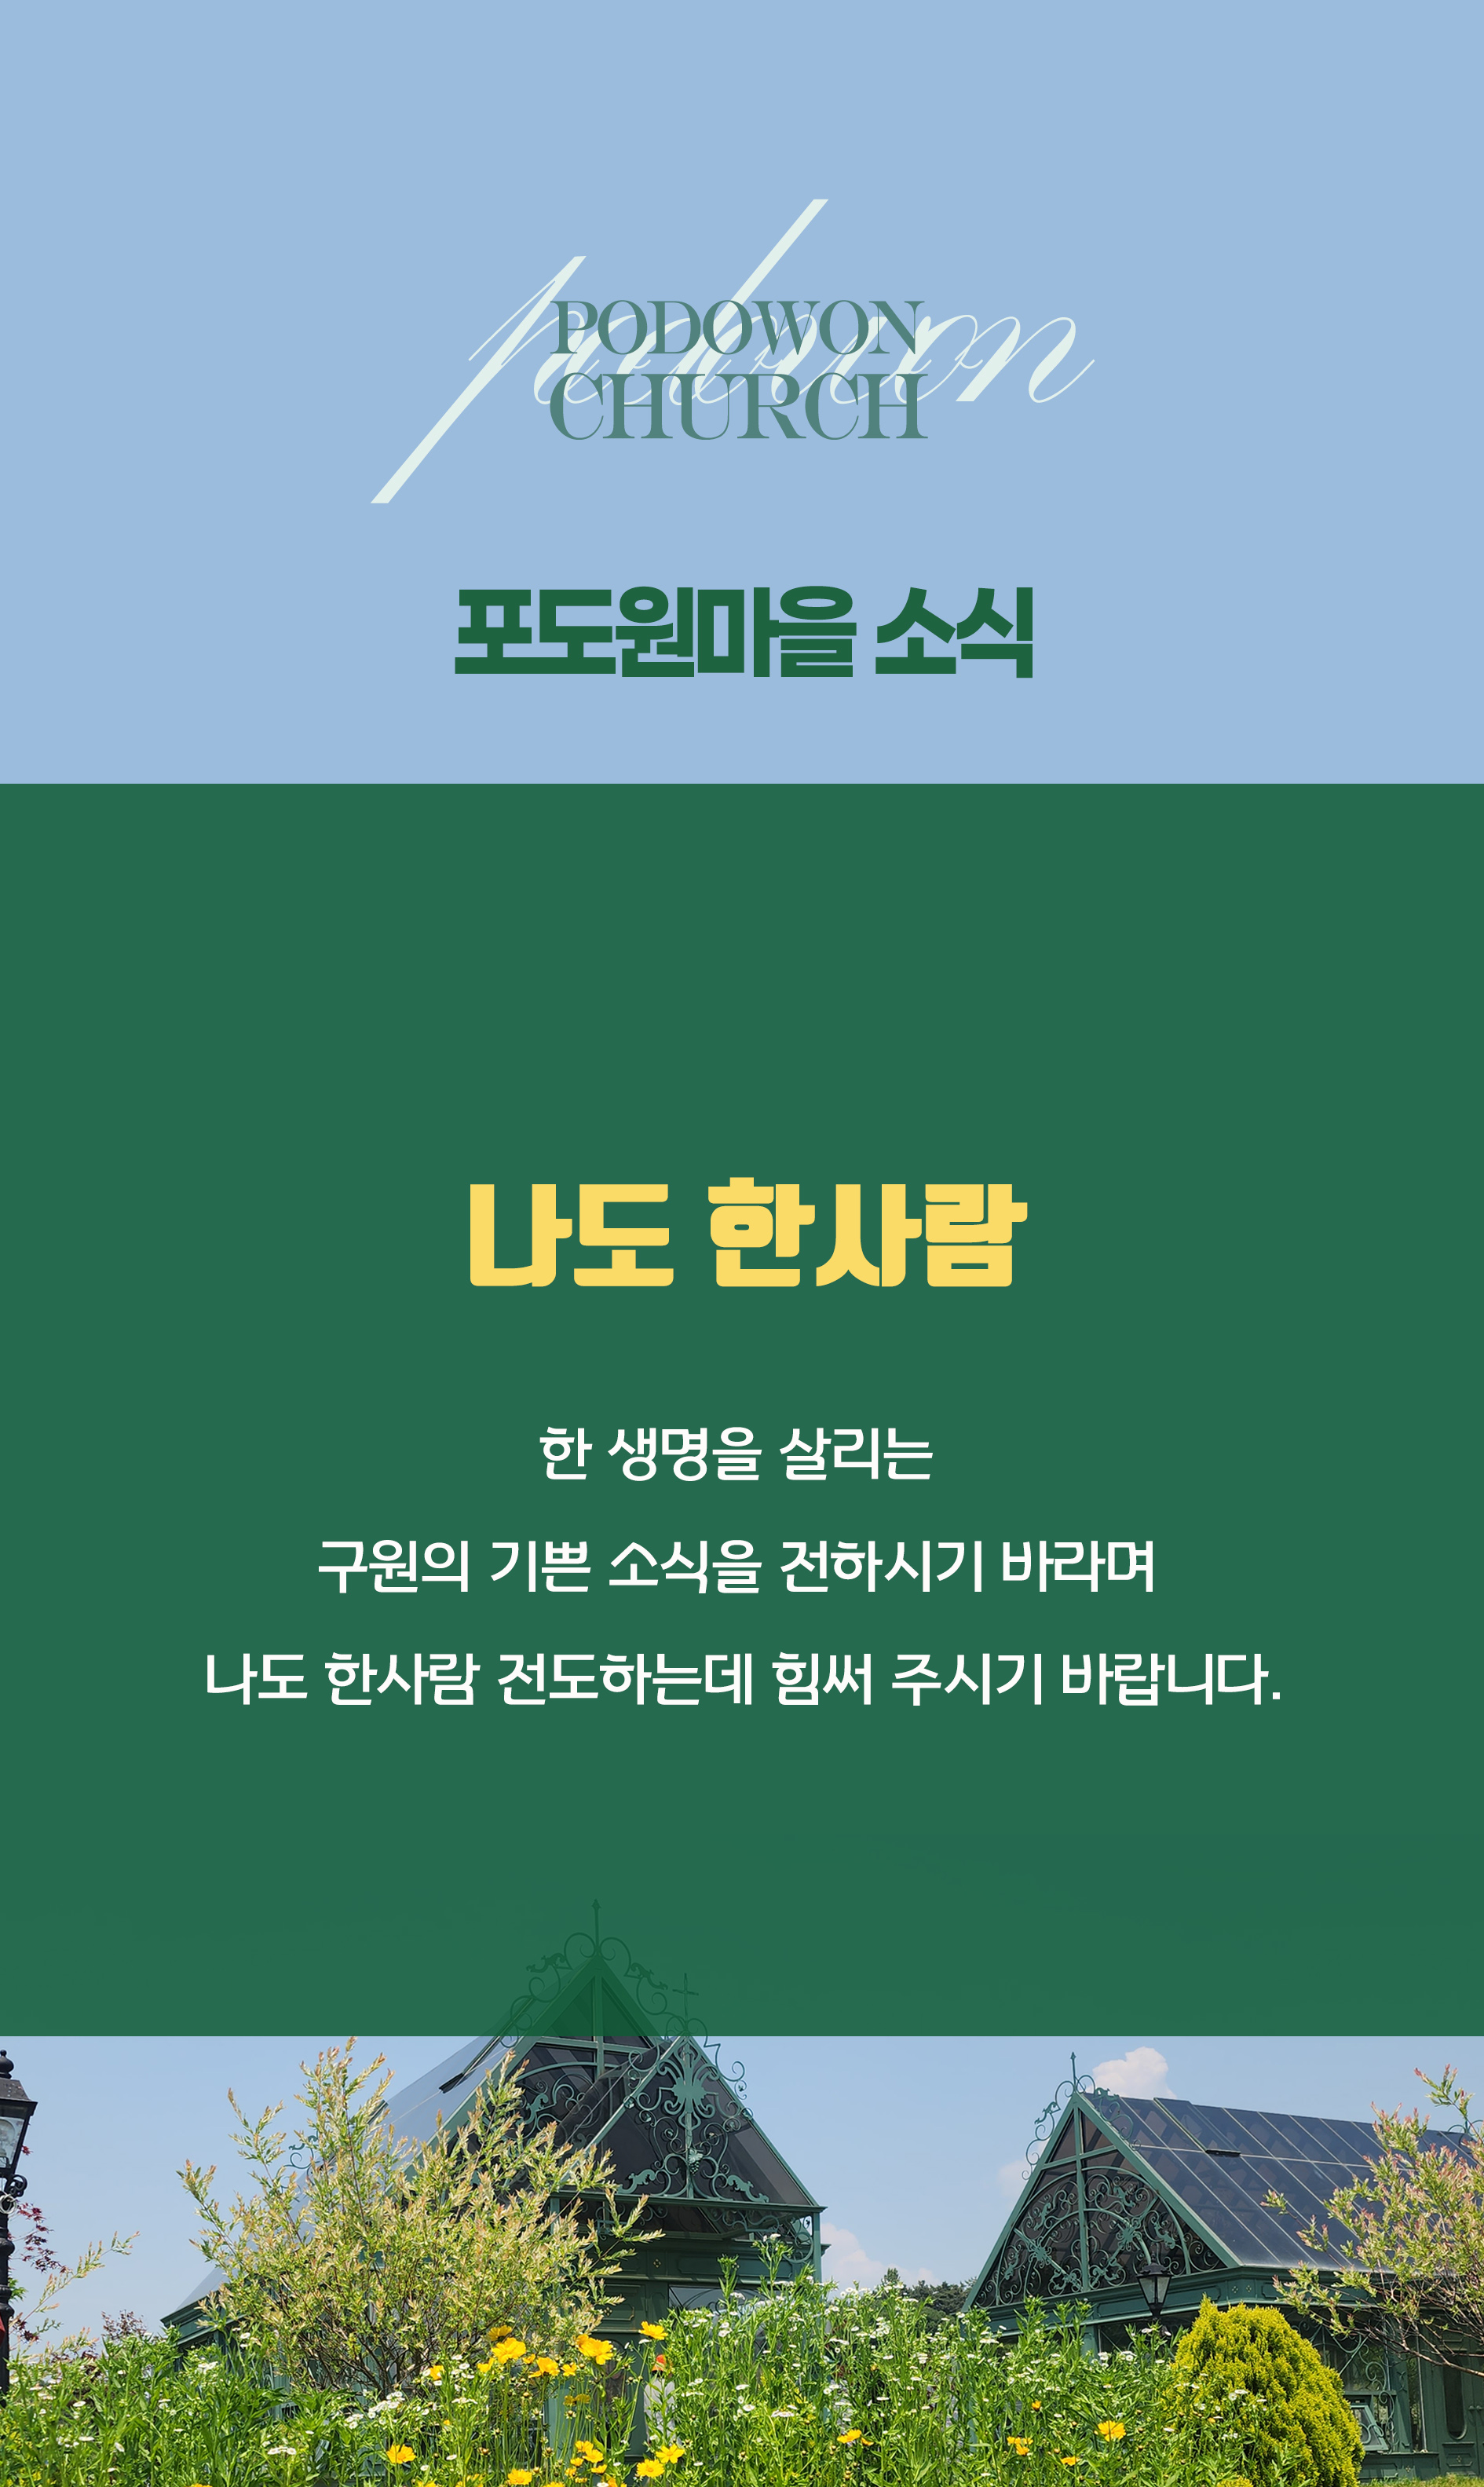 podowon
PODOWON
CHURCH
포도원마을 소식
나도 한사람
한 생명을 살리는
구원의 기쁜 소식을 전하시기 바라며
나도 한사람 전도하는데 힘써 주시기 바랍니다.